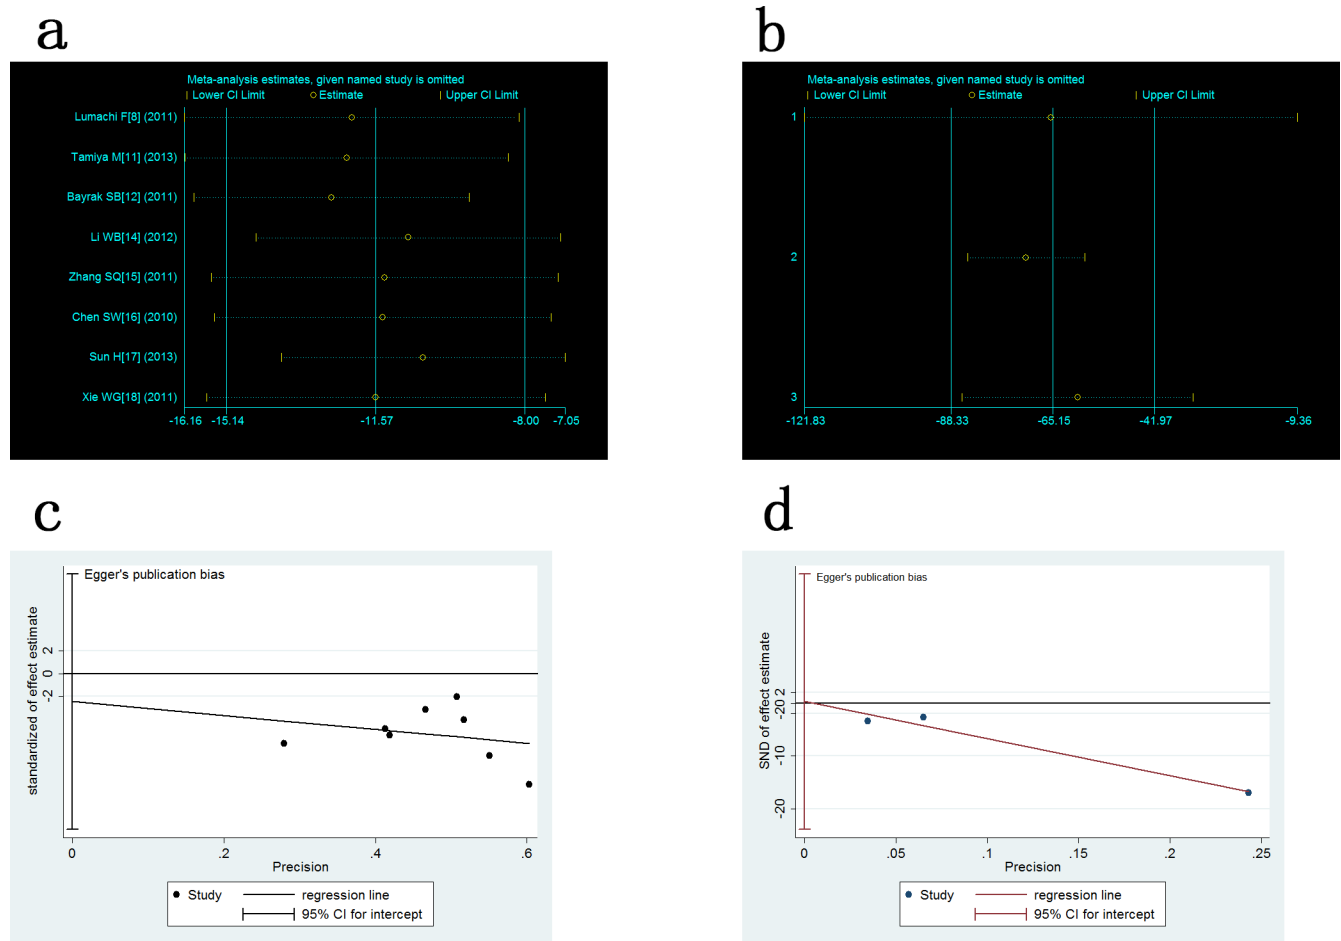 a
Meta-analysis estimates, given named study is omitted
Lower CI Limit Estimate Upper CI Limit
Lumachi F[8] (2011)
Tamiya M[11] (2013)
Bayrak SB[12] (2011)
Li WB[14] (2012)
Zhang SQ[15] (2011)
Chen SW[16] (2010)
Sun H[17] (2013)
Xie WG[18] (2011)
-16.16 -15.14 -11.57 -8.00 -7.05
b
Meta-analysis estimates, given named study is omitted
Lower CI Limit Estimate Upper CI Limit
1
2
3
-121.83 -88.33 -65.15 -41.97 -9.36
c
Egger's publication bias
standardized of effect estimate
2
0
-2
0 .2 .4 .6
Precision
Study regression line
95% CI for intercept
d
Egger's publication bias
SND of effect estimate
2
0
-2
-10
-20
0 .05 .1 .15 .2 .25
Precision
Study regression line
95% CI for intercept